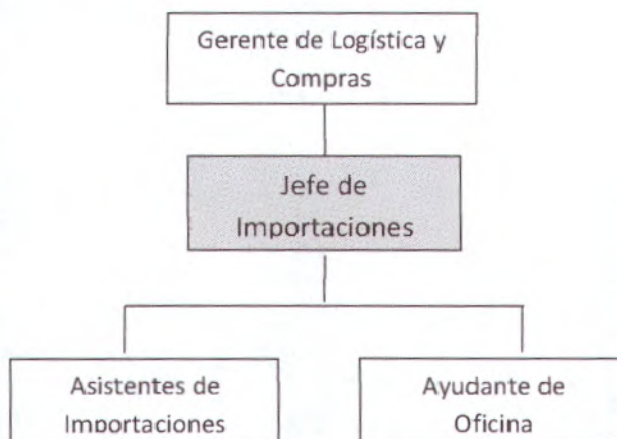 Gerente de Logística y
Compras
Jefe de
Importaciones
Asistentes de
Importaciones
Ayudante de
Oficina